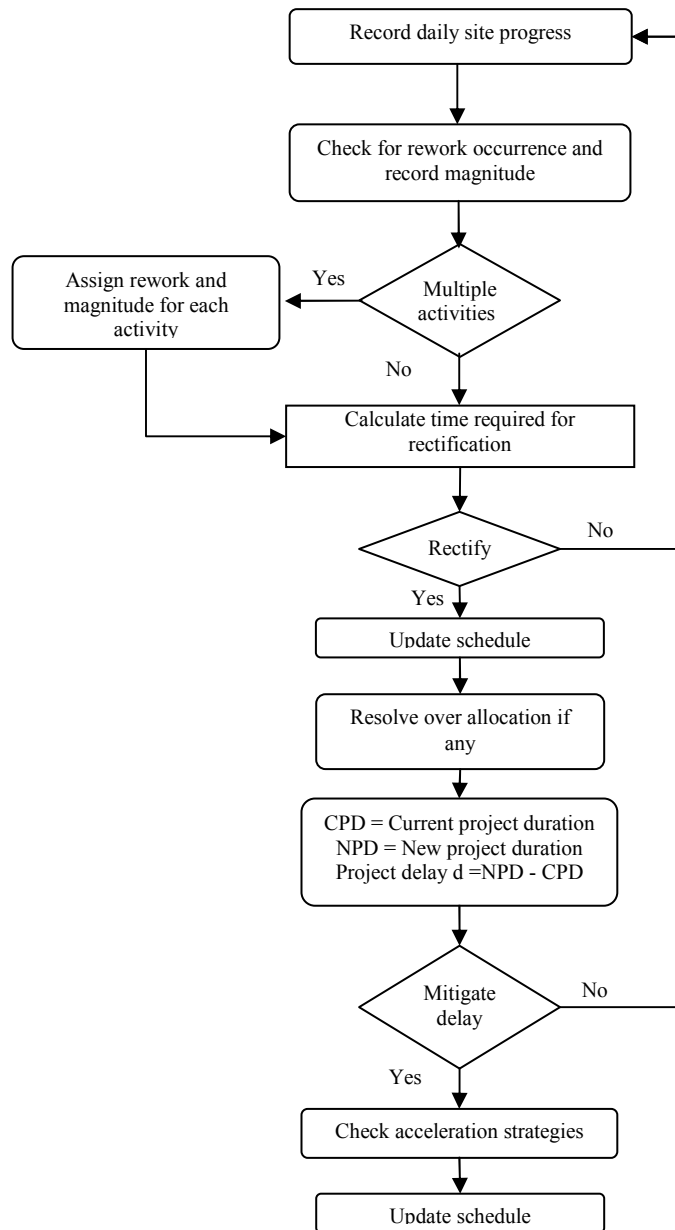 Record daily site progress
Check for rework occurrence and
record magnitude
Assign rework and
magnitude for each
activity
Yes
Multiple
activities
No
Calculate time required for
rectification
Rectify
No
Yes
Update schedule
Resolve over allocation if
any
CPD = Current project duration
NPD = New project duration
Project delay d =NPD - CPD
Mitigate
delay
No
Yes
Check acceleration strategies
Update schedule